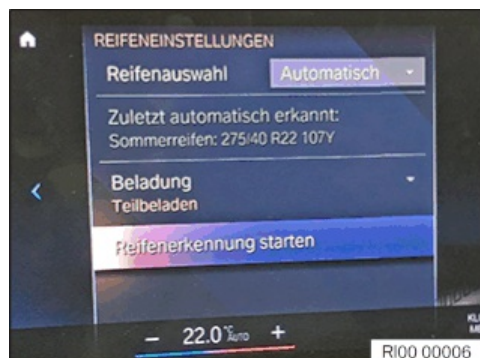 REIFENEINSTELLUNGEN
Reifenauswahl Automatisch
Zuletzt automatisch erkannt:
Sommerreifen: 275/40 R22 107Y
Beladung
Teilbeladen
Reifenerkennung starten
- 22.0 °C AUTO +
RI00 00006